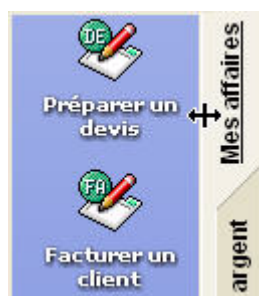 DE
Préparer un
devis
FA
Facturer un
client
Mes affaires
argent